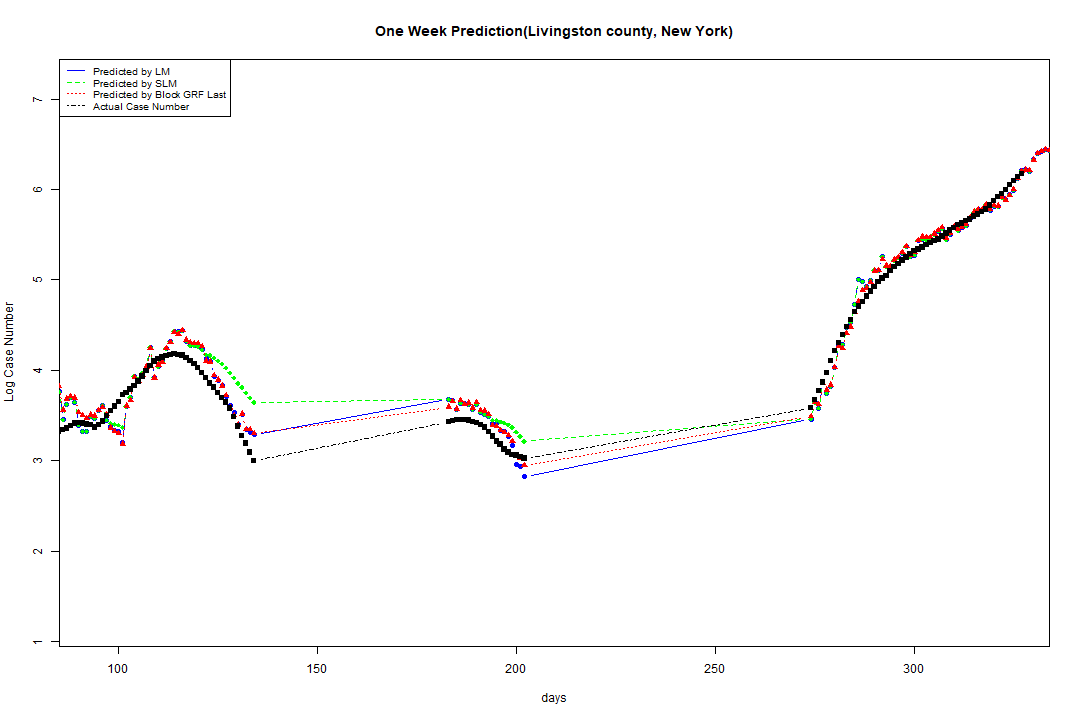 One Week Prediction(Livingston county, New York)
Predicted by LM
Predicted by SLM
Predicted by Block GRF Last
Actual Case Number
Log Case Number
7
6
5
4
3
2
1
100 150 200 250 300
days